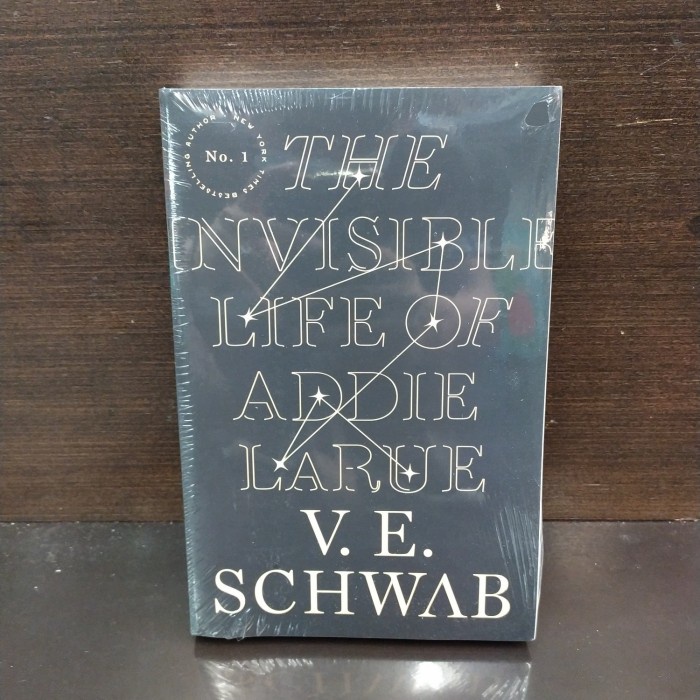 No. 1
NEW YORK TIMES BESTSELLING AUTHOR
THE
INVISIBLE
LIFE OF
ADDIE
LARUE
V. E.
SCHWAB